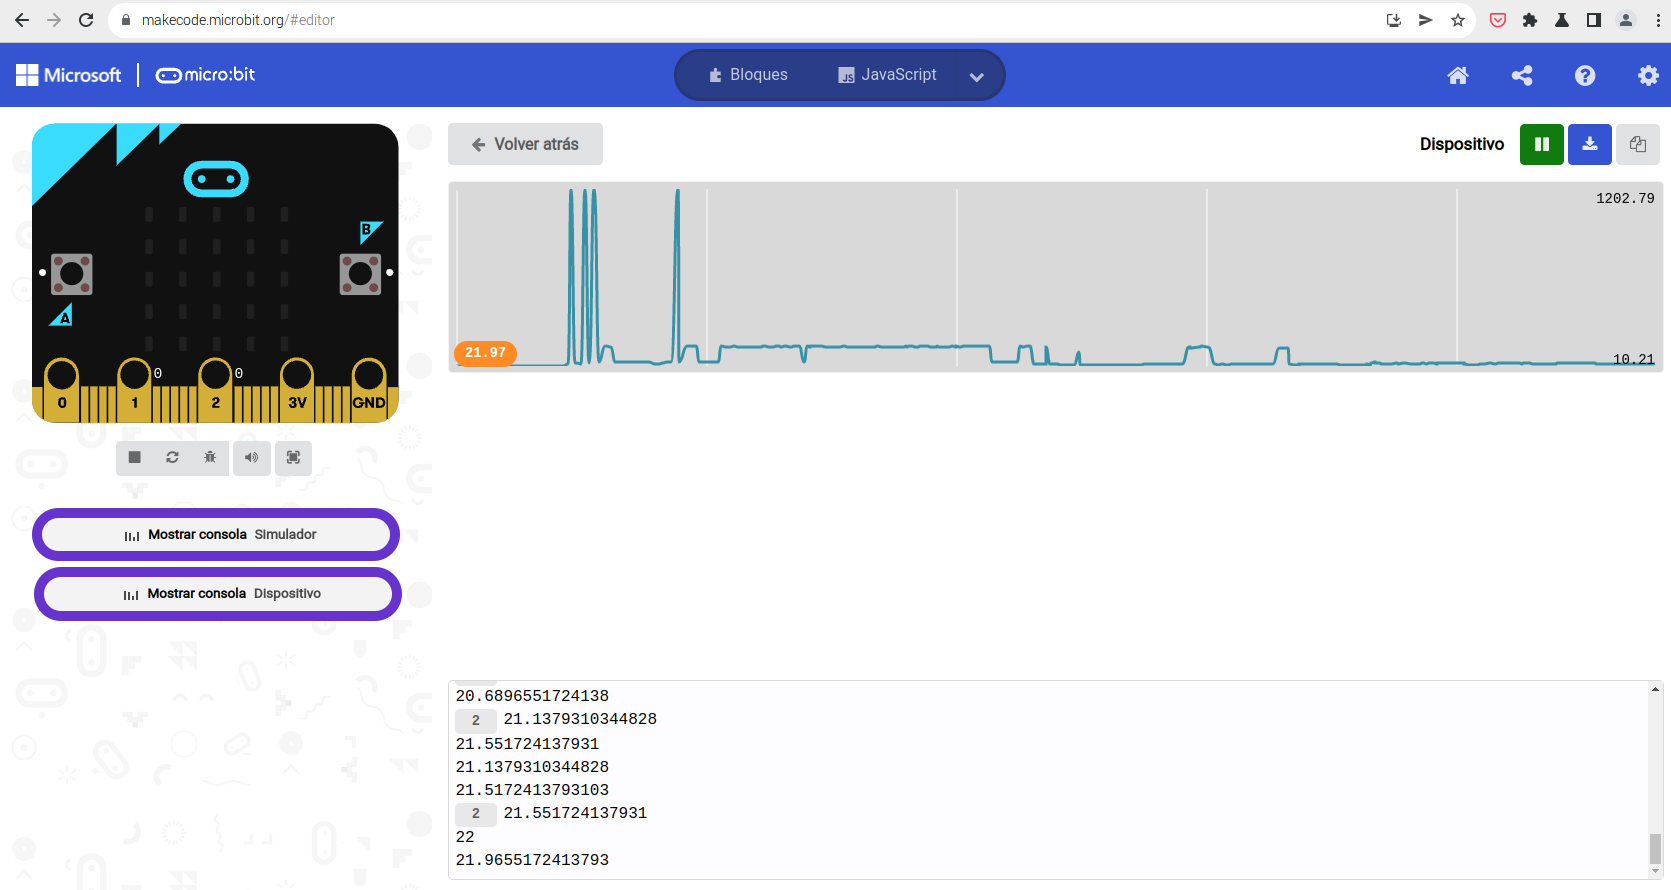 makecode.microbit.org/#editor
Microsoft micro:bit
Bloques JavaScript
JS
Volver atrás
Dispositivo
1202.79
21.97
10.21
B
A
0 0
0 1 2 3V GND
Mostrar consola Simulador
Mostrar consola Dispositivo
20.6896551724138
2 21.1379310344828
21.551724137931
21.1379310344828
21.5172413793103
2 21.551724137931
22
21.9655172413793